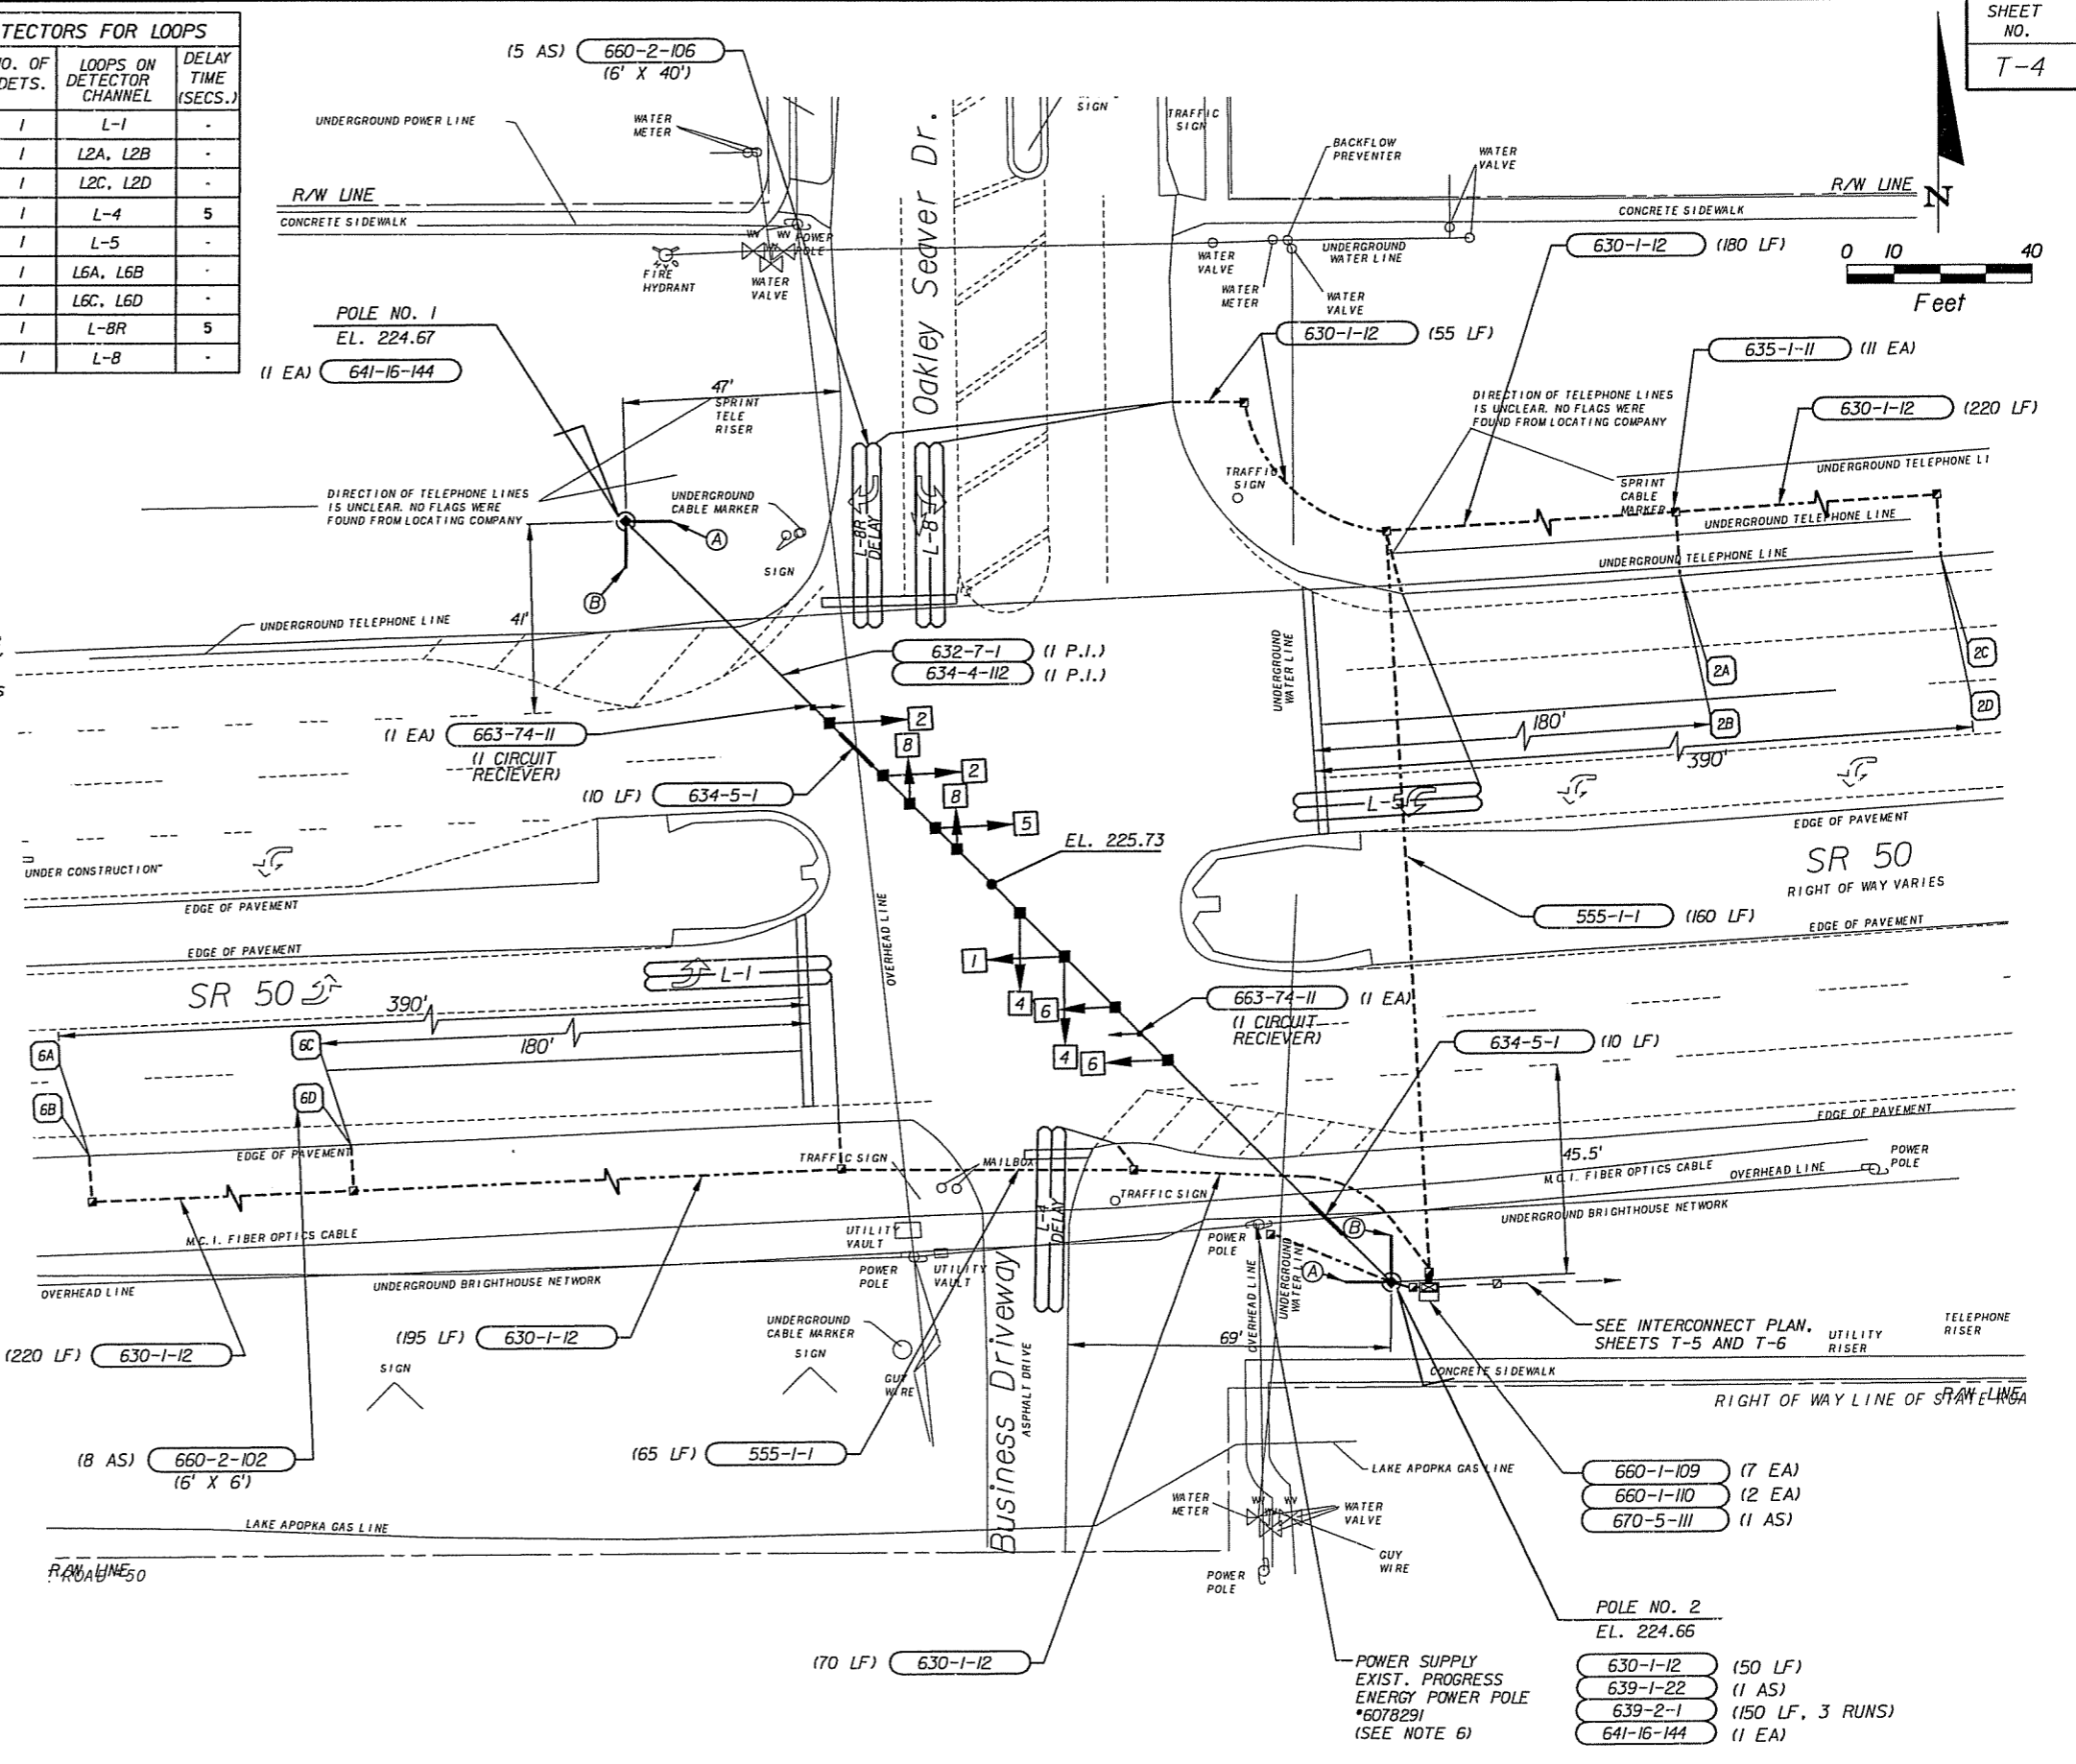 TECTORS FOR LOOPS
O. OF DETS.
LOOPS ON DETECTOR CHANNEL
DELAY TIME (SECS.)
1 L-1 -
1 L2A, L2B -
1 L2C, L2D -
1 L-4 5
1 L-5 -
1 L6A, L6B -
1 L6C, L6D -
1 L-8R 5
1 L-8 -
SHEET NO.
T-4
N
0 10 40
Feet
(5 AS) 660-2-106
(6' X 40')
UNDERGROUND POWER LINE
WATER METER
SIGN
TRAFFIC SIGN
BACKFLOW PREVENTER
WATER VALVE
R/W LINE
R/W LINE
CONCRETE SIDEWALK
CONCRETE SIDEWALK
POWER POLE
WV WV
WV
FIRE HYDRANT
WATER VALVE
Oakley Seaver Dr.
WATER VALVE
WATER METER
UNDERGROUND WATER LINE
WATER VALVE
630-1-12 (180 LF)
POLE NO. 1
EL. 224.67
(1 EA) 641-16-144
630-1-12 (55 LF)
635-1-11 (11 EA)
47'
SPRINT TELE RISER
DIRECTION OF TELEPHONE LINES
IS UNCLEAR. NO FLAGS WERE
FOUND FROM LOCATING COMPANY
630-1-12 (220 LF)
UNDERGROUND TELEPHONE LI
TRAFFIC SIGN
SPRINT CABLE MARKER
DIRECTION OF TELEPHONE LINES
IS UNCLEAR. NO FLAGS WERE
FOUND FROM LOCATING COMPANY
UNDERGROUND CABLE MARKER
L-8R DELAY
L-8
A
B
SIGN
UNDERGROUND TELEPHONE LINE
UNDERGROUND TELEPHONE LINE
UNDERGROUND TELEPHONE LINE
41'
632-7-1 (1 P.I.)
634-4-112 (1 P.I.)
UNDERGROUND WATER LINE
2A
2B
2C
2D
180'
390'
(1 EA) 663-74-11
(1 CIRCUIT RECIEVER)
(10 LF) 634-5-1
2
8
2
8
5
EL. 225.73
L-5
EDGE OF PAVEMENT
SR 50
RIGHT OF WAY VARIES
UNDER CONSTRUCTION"
EDGE OF PAVEMENT
555-1-1 (160 LF)
EDGE OF PAVEMENT
EDGE OF PAVEMENT
OVERHEAD LINE
SR 50
L-1
390'
180'
1
4
6
4
6
663-74-11 (1 EA)
(1 CIRCUIT RECIEVER)
634-5-1 (10 LF)
6A
6B
6C
6D
EDGE OF PAVEMENT
EDGE OF PAVEMENT
TRAFFIC SIGN
MAILBOX
45.5'
M.C.I. FIBER OPTICS CABLE
OVERHEAD LINE
POWER POLE
TRAFFIC SIGN
L-4 DELAY
UNDERGROUND BRIGHTHOUSE NETWORK
M.C.I. FIBER OPTICS CABLE
UTILITY VAULT
POWER POLE
UTILITY VAULT
POWER POLE
B
A
UNDERGROUND BRIGHTHOUSE NETWORK
OVERHEAD LINE
OVERHEAD LINE
UNDERGROUND WATER LINE
69'
SEE INTERCONNECT PLAN,
SHEETS T-5 AND T-6
UTILITY RISER
TELEPHONE RISER
(220 LF) 630-1-12
(195 LF) 630-1-12
SIGN
UNDERGROUND CABLE MARKER
SIGN
GUY WIRE
Business Driveway
ASPHALT DRIVE
CONCRETE SIDEWALK
R/W LINE
RIGHT OF WAY LINE OF STATE ROA
(8 AS) 660-2-102
(6' X 6')
(65 LF) 555-1-1
LAKE APOPKA GAS LINE
660-1-109 (7 EA)
660-1-110 (2 EA)
670-5-111 (1 AS)
LAKE APOPKA GAS LINE
WATER METER
WATER VALVE
GUY WIRE
POWER POLE
R/W LINE
ROAD 50
POLE NO. 2
EL. 224.66
(70 LF) 630-1-12
POWER SUPPLY
EXIST. PROGRESS
ENERGY POWER POLE
*6078291
(SEE NOTE 6)
630-1-12 (50 LF)
639-1-22 (1 AS)
639-2-1 (150 LF, 3 RUNS)
641-16-144 (1 EA)